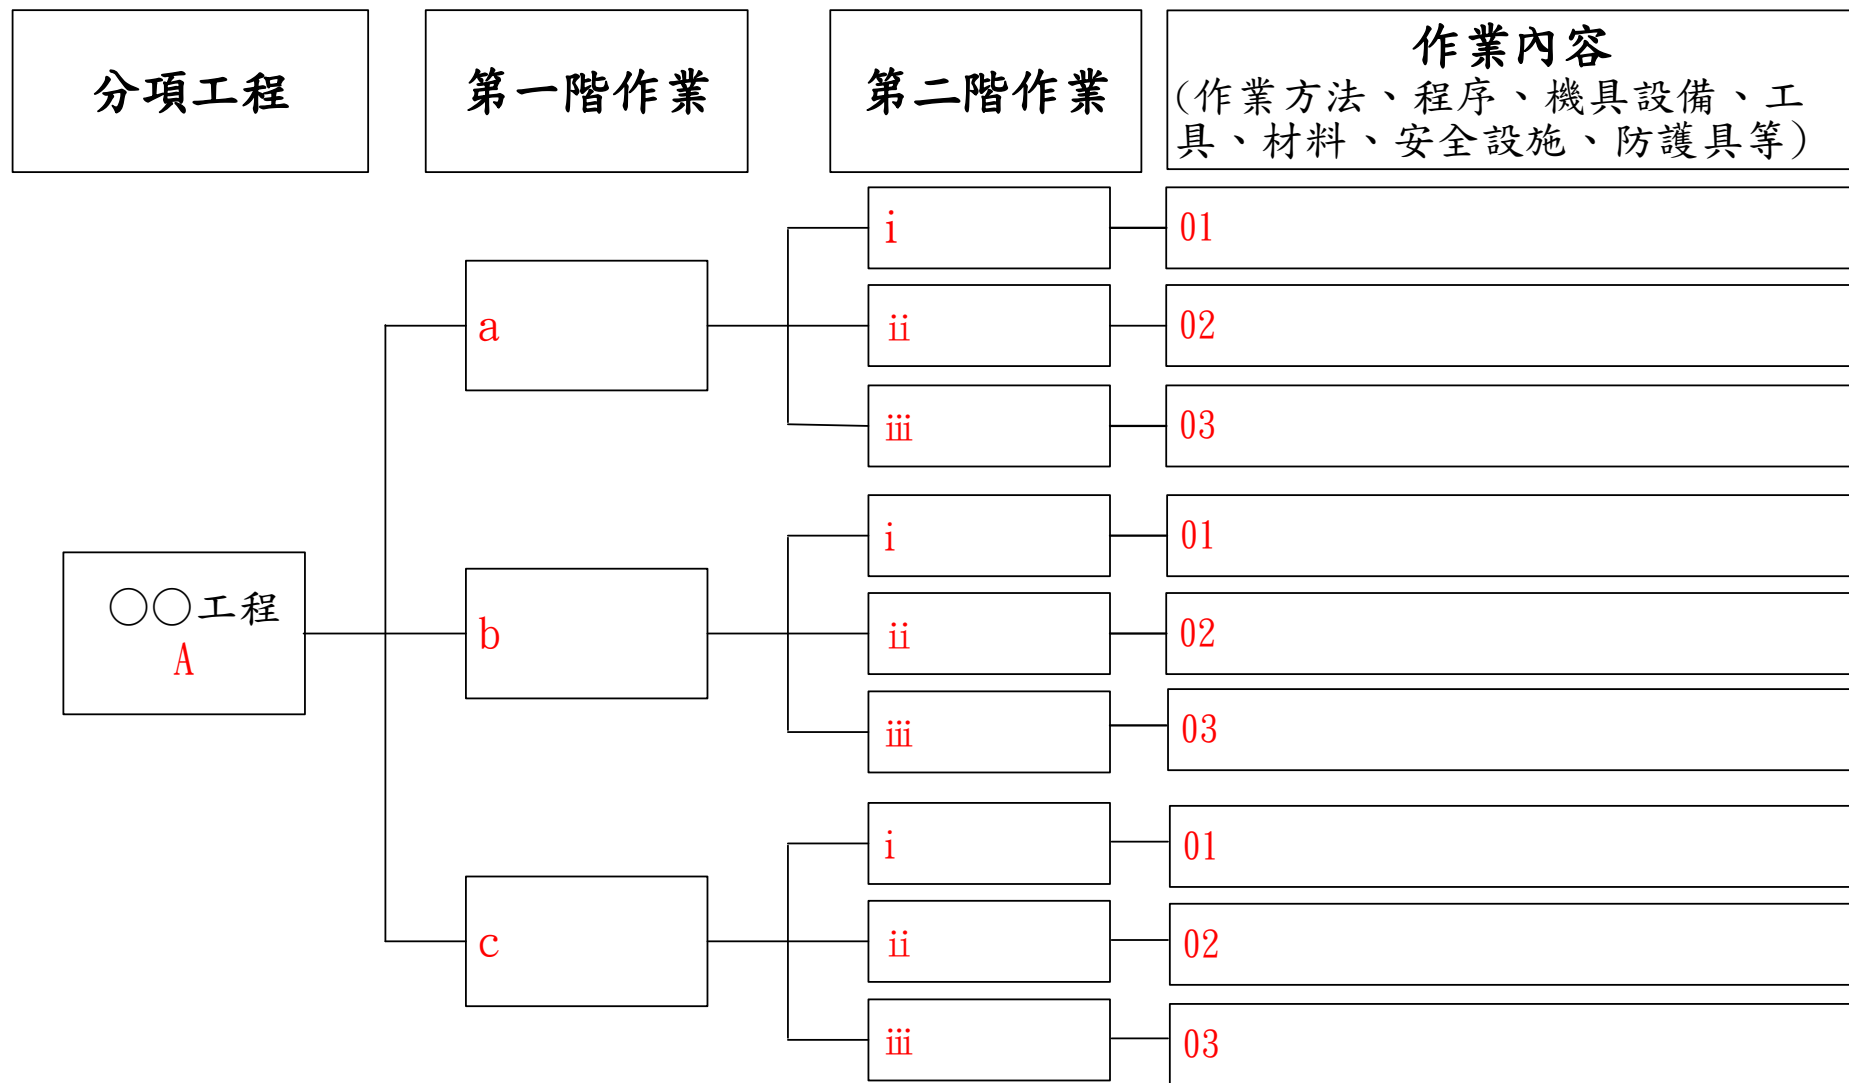 分項工程
第一階作業
第二階作業
作業內容
(作業方法、程序、機具設備、工
具、材料、安全設施、防護具等)
○○工程
A
a
i
01
ii
02
iii
03
b
i
01
ii
02
iii
03
c
i
01
ii
02
iii
03